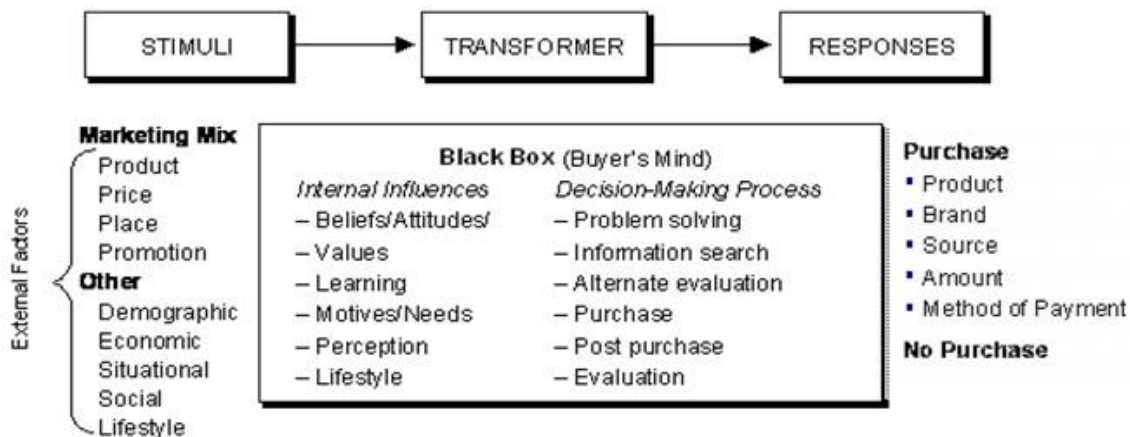 STIMULI
TRANSFORMER
RESPONSES
External Factors
Marketing Mix
Product
Price
Place
Promotion
Other
Demographic
Economic
Situational
Social
Lifestyle
Black Box (Buyer's Mind)
Internal Influences
– Beliefs/Attitudes/
– Values
– Learning
– Motives/Needs
– Perception
– Lifestyle
Decision-Making Process
– Problem solving
– Information search
– Alternate evaluation
– Purchase
– Post purchase
– Evaluation
Purchase
▪ Product
▪ Brand
▪ Source
▪ Amount
▪ Method of Payment
No Purchase